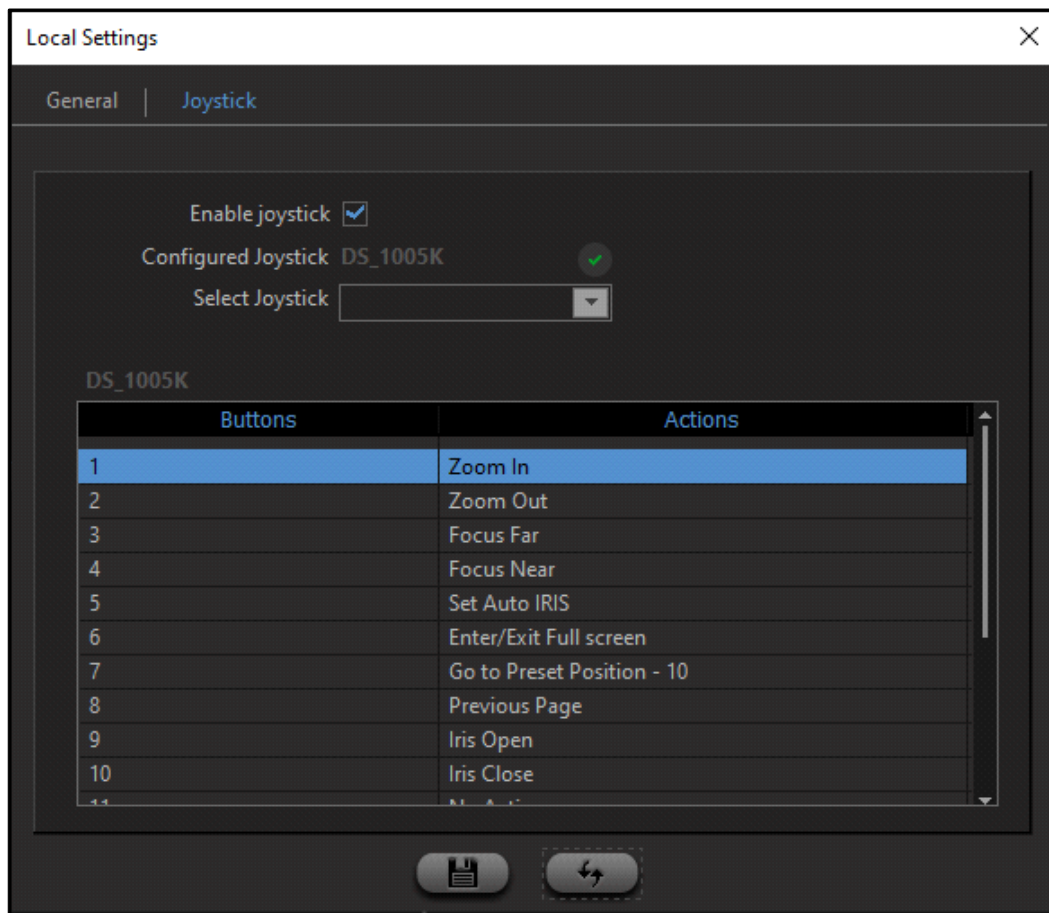 Local Settings
General | Joystick
Enable joystick
Configured Joystick DS_1005K
Select Joystick
DS_1005K
Buttons Actions
1 Zoom In
2 Zoom Out
3 Focus Far
4 Focus Near
5 Set Auto IRIS
6 Enter/Exit Full screen
7 Go to Preset Position - 10
8 Previous Page
9 Iris Open
10 Iris Close